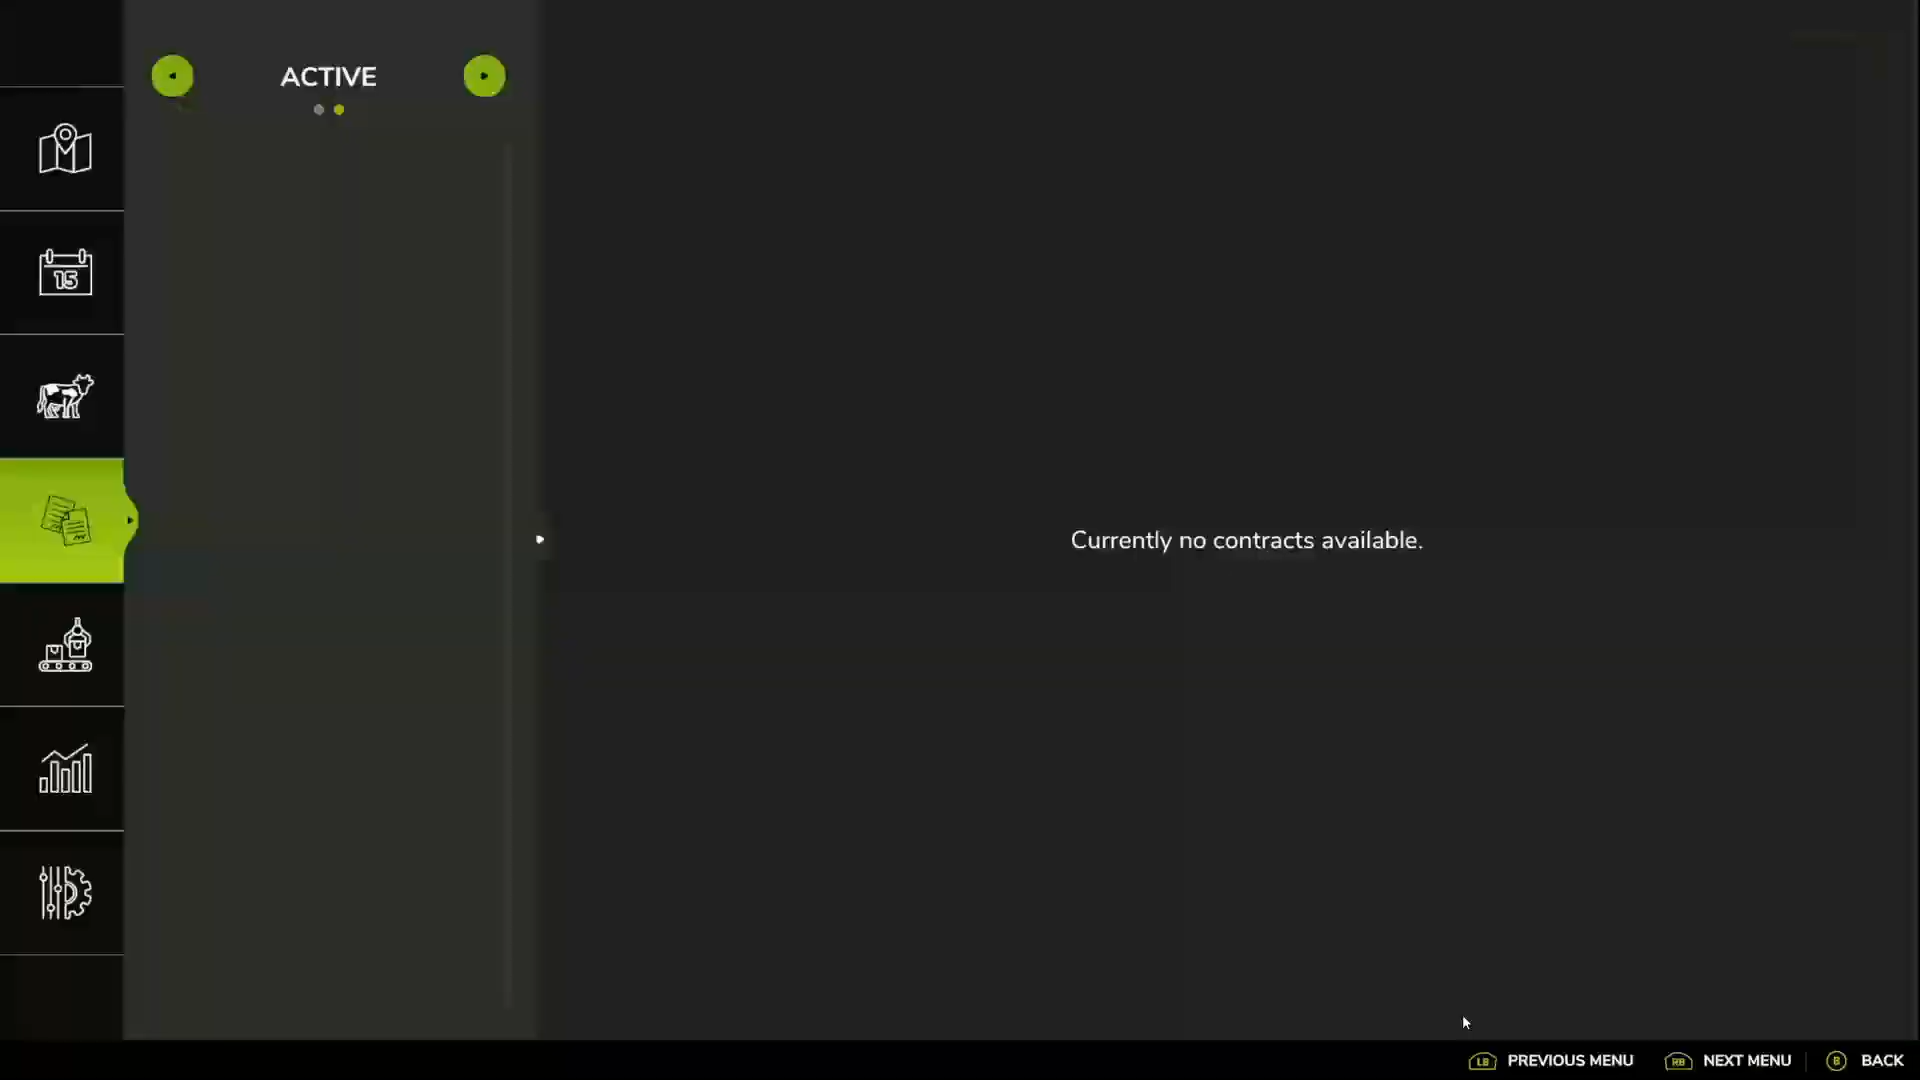 ACTIVE
15
Currently no contracts available.
LB PREVIOUS MENU RB NEXT MENU B BACK